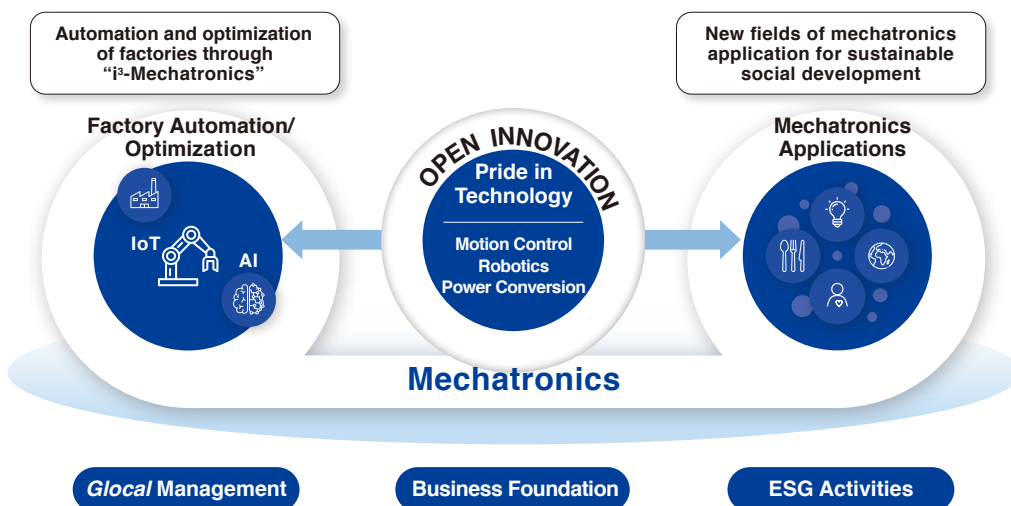 Automation and optimization
of factories through
“i³-Mechatronics”
New fields of mechatronics
application for sustainable
social development
Factory Automation/
Optimization
IoT
AI
OPEN INNOVATION
Pride in
Technology
Motion Control
Robotics
Power Conversion
Mechatronics
Applications
Mechatronics
Glocal Management
Business Foundation
ESG Activities